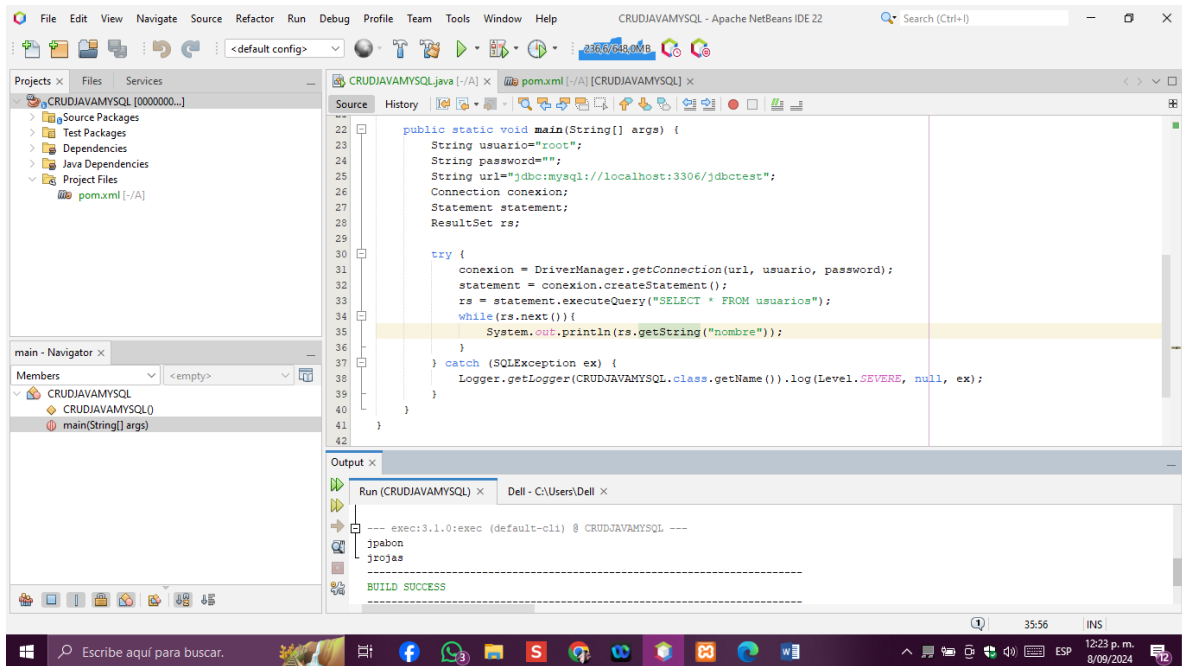 File Edit View Navigate Source Refactor Run Debug Profile Team Tools Window Help
CRUDJAVAMYSQL - Apache NetBeans IDE 22
Search (Ctrl+I)
<default config>
236,6/648,0MB
Projects Files Services
CRUDJAVAMYSQL [0000000...]
Source Packages
Test Packages
Dependencies
Java Dependencies
Project Files
pom.xml [-/A]
main - Navigator
Members
<empty>
CRUDJAVAMYSQL
CRUDJAVAMYSQL()
main(String[] args)
CRUDJAVAMYSQL.java [-/A] pom.xml [-/A] [CRUDJAVAMYSQL]
Source History
22 public static void main(String[] args) {
23 String usuario="root";
24 String password="";
25 String url="jdbc:mysql://localhost:3306/jdbctest";
26 Connection conexion;
27 Statement statement;
28 ResultSet rs;
29
30 try {
31 conexion = DriverManager.getConnection(url, usuario, password);
32 statement = conexion.createStatement();
33 rs = statement.executeQuery("SELECT * FROM usuarios");
34 while(rs.next()){
35 System.out.println(rs.getString("nombre"));
36 }
37 } catch (SQLException ex) {
38 Logger.getLogger(CRUDJAVAMYSQL.class.getName()).log(Level.SEVERE, null, ex);
39 }
40 }
41 }
42
Output
Run (CRUDJAVAMYSQL) Dell - C:\Users\Dell
--- exec:3.1.0:exec (default-cli) @ CRUDJAVAMYSQL ---
jpabon
jrojas
------------------------------------------------------------------------
BUILD SUCCESS
------------------------------------------------------------------------
1 35:56 INS
Escribe aquí para buscar.
3
S
ESP
12:23 p. m.
8/09/2024
12